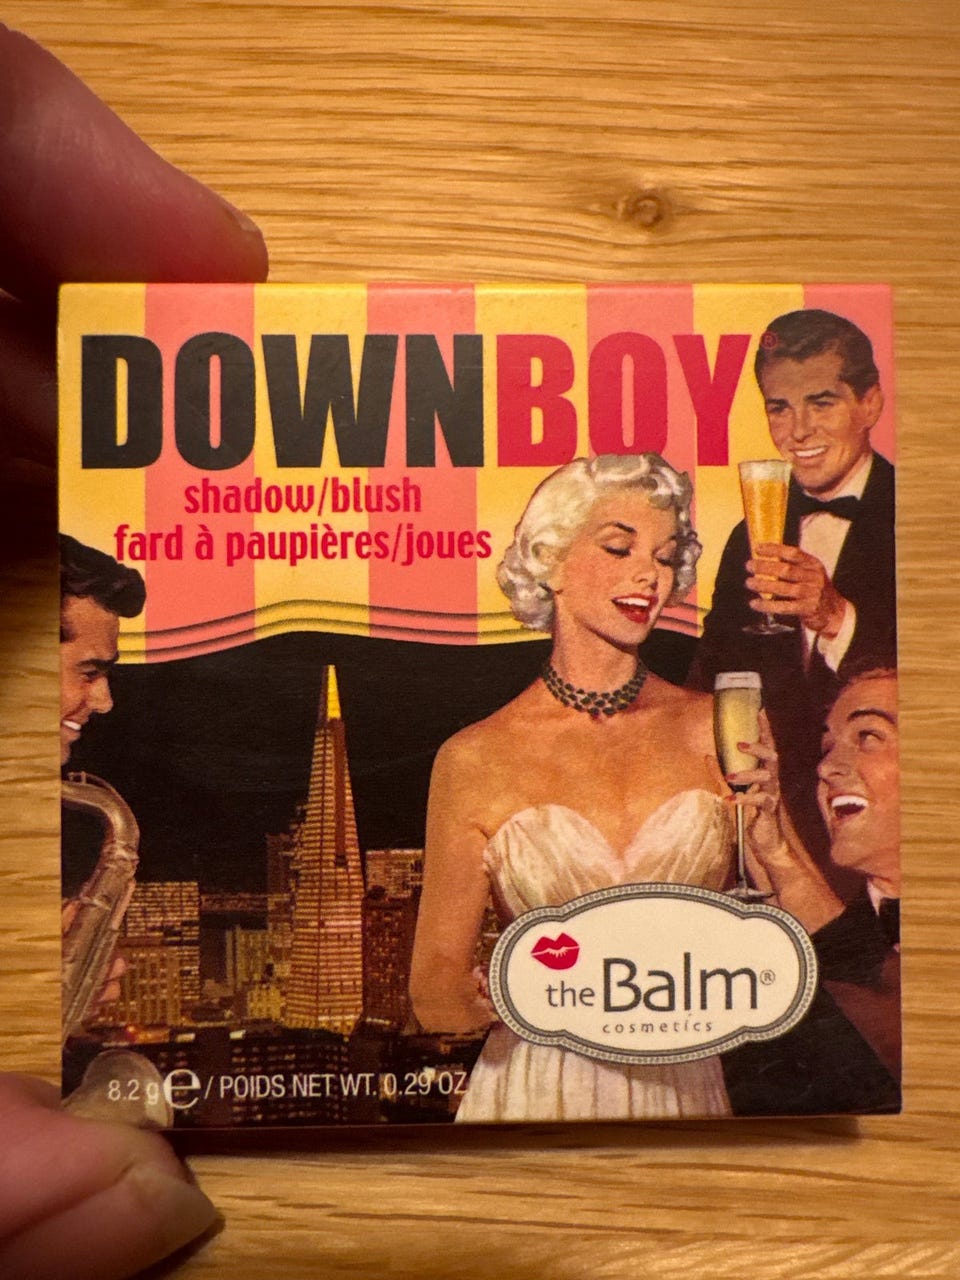 DOWNBOY®
shadow/blush
fard à paupières/joues
the Balm®
cosmetics
8.2 g ℮ / POIDS NET WT. 0.29 OZ